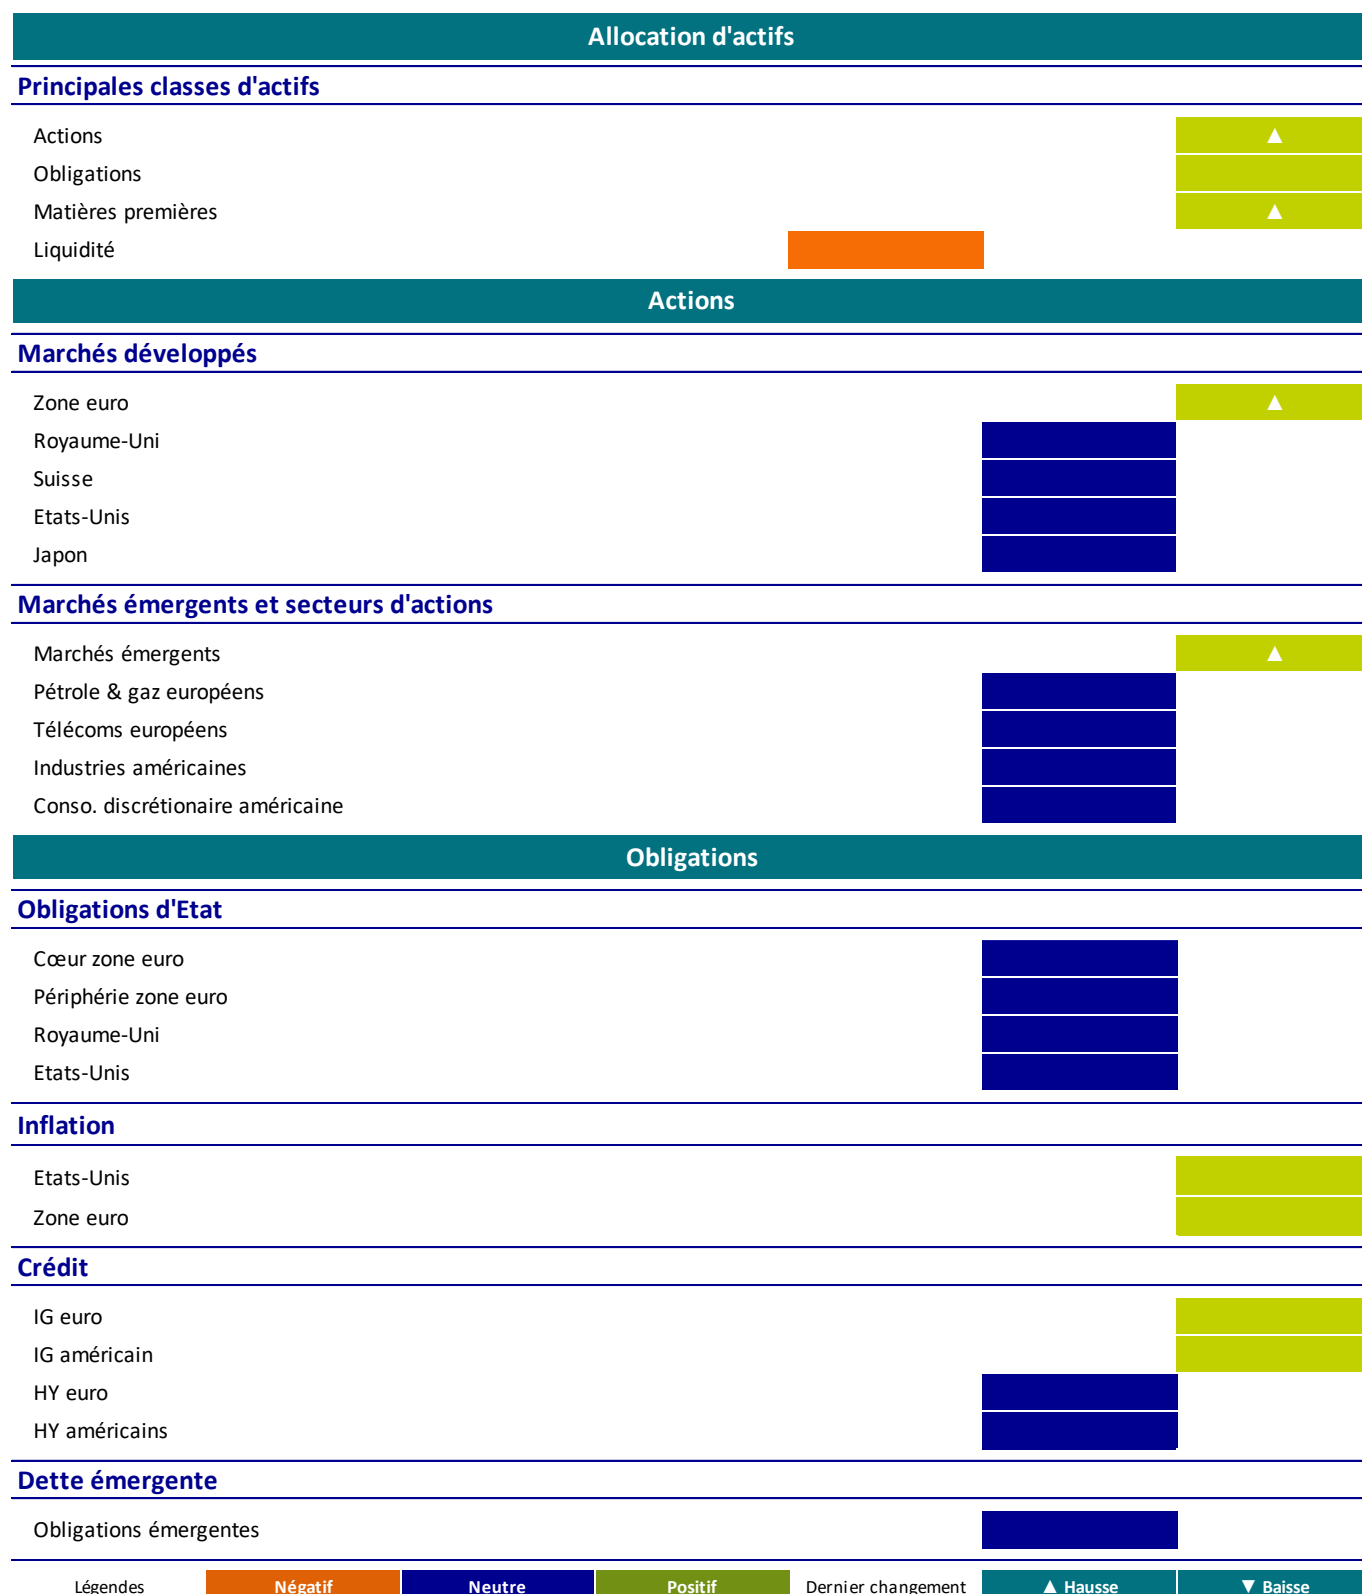 Allocation d'actifs
Principales classes d'actifs
Actions ▲
Obligations
Matières premières ▲
Liquidité
Actions
Marchés développés
Zone euro ▲
Royaume-Uni
Suisse
Etats-Unis
Japon
Marchés émergents et secteurs d'actions
Marchés émergents ▲
Pétrole & gaz européens
Télécoms européens
Industries américaines
Conso. discrétionaire américaine
Obligations
Obligations d'Etat
Cœur zone euro
Périphérie zone euro
Royaume-Uni
Etats-Unis
Inflation
Etats-Unis
Zone euro
Crédit
IG euro
IG américain
HY euro
HY américains
Dette émergente
Obligations émergentes
Légendes Négatif Neutre Positif Dernier changement ▲ Hausse ▼ Baisse